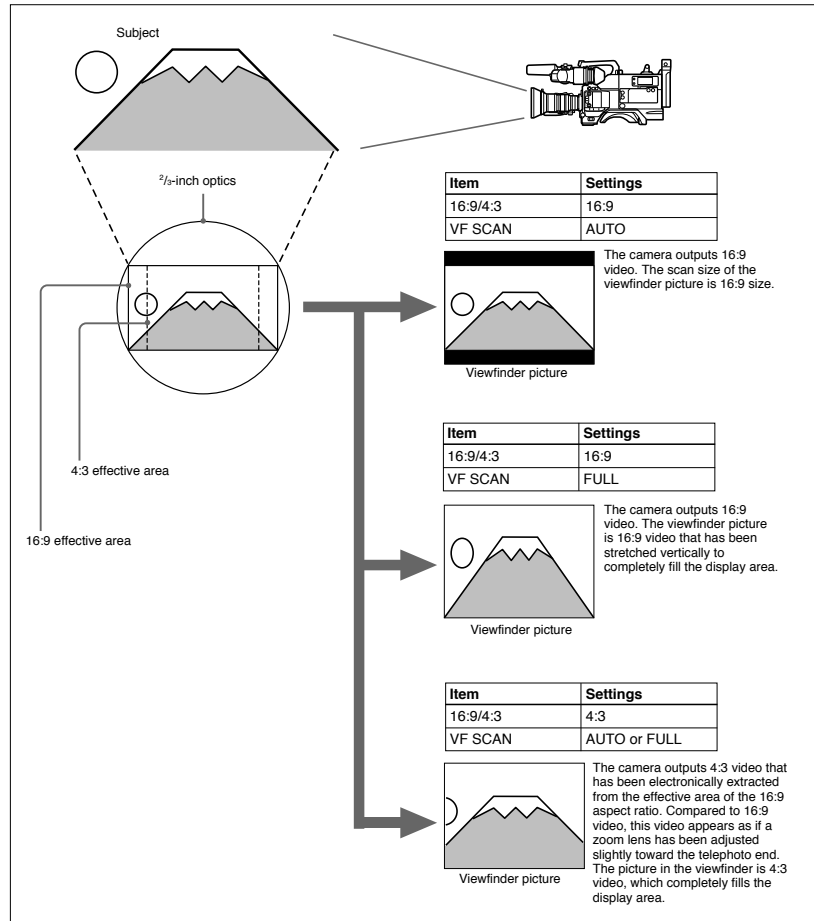 Subject
2/3-inch optics
4:3 effective area
16:9 effective area
Item Settings
16:9/4:3 16:9
VF SCAN AUTO
The camera outputs 16:9
video. The scan size of the
viewfinder picture is 16:9 size.
Viewfinder picture
Item Settings
16:9/4:3 16:9
VF SCAN FULL
The camera outputs 16:9
video. The viewfinder picture
is 16:9 video that has been
stretched vertically to
completely fill the display area.
Viewfinder picture
Item Settings
16:9/4:3 4:3
VF SCAN AUTO or FULL
The camera outputs 4:3 video that
has been electronically extracted
from the effective area of the 16:9
aspect ratio. Compared to 16:9
video, this video appears as if a
zoom lens has been adjusted
slightly toward the telephoto end.
The picture in the viewfinder is 4:3
video, which completely fills the
display area.
Viewfinder picture